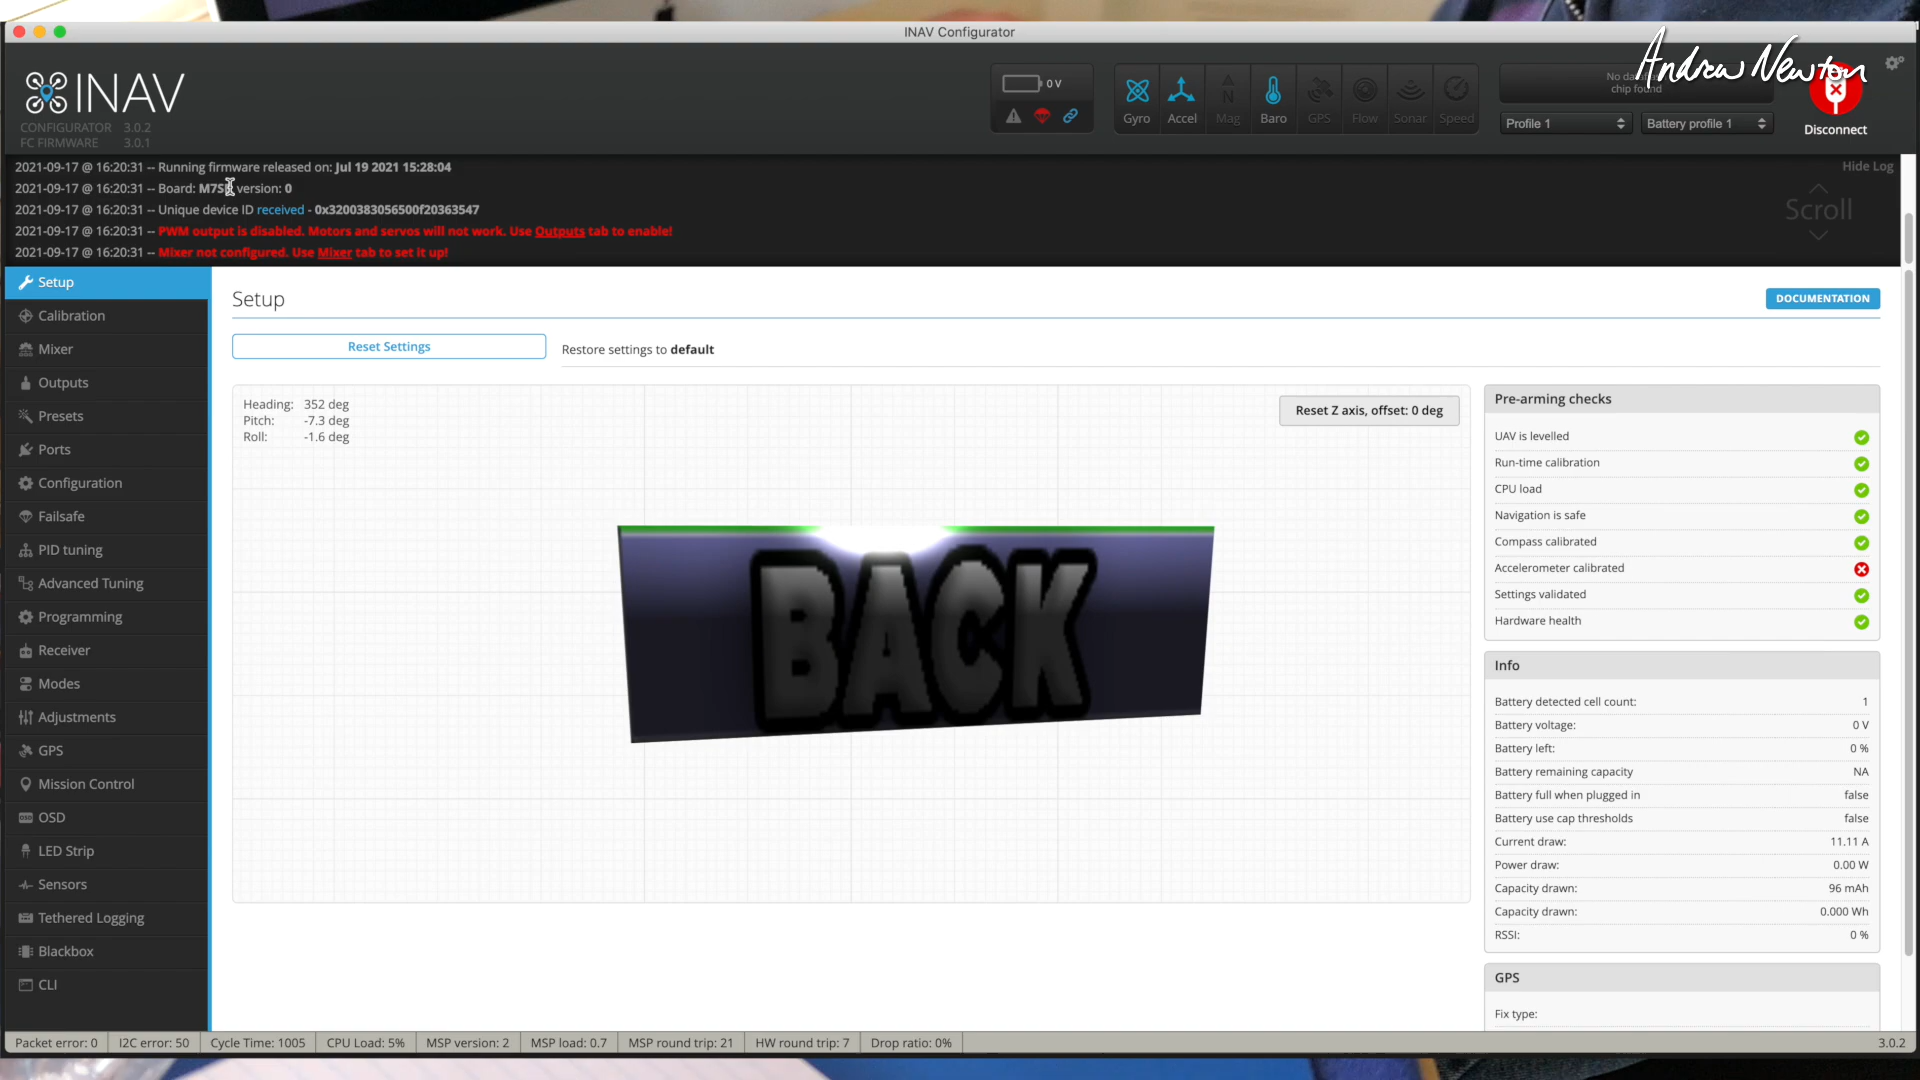 INAV Configurator
Andrew Newton
INAV
CONFIGURATOR 3.0.2
FC FIRMWARE 3.0.1
0 V
Gyro Accel Mag Baro GPS Flow Sonar Speed
chip found
Profile 1
Battery profile 1
Disconnect
2021-09-17 @ 16:20:31 -- Running firmware released on: Jul 19 2021 15:28:04
Hide Log
2021-09-17 @ 16:20:31 -- Board: version: 0
2021-09-17 @ 16:20:31 -- Unique device ID received - 0x3200383056500f20363547
Scroll
2021-09-17 @ 16:20:31 -- PWM output is disabled. Motors and servos will not work. Use Outputs tab to enable!
2021-09-17 @ 16:20:31 -- Mixer not configured. Use Mixer tab to set it up!
Setup
Calibration
Mixer
Outputs
Presets
Ports
Configuration
Failsafe
PID tuning
Advanced Tuning
Programming
Receiver
Modes
Adjustments
GPS
Mission Control
OSD
LED Strip
Sensors
Tethered Logging
Blackbox
CLI
Setup
DOCUMENTATION
Reset Settings
Restore settings to default
Heading: 352 deg
Pitch: -7.3 deg
Roll: -1.6 deg
Reset Z axis, offset: 0 deg
BACK
Pre-arming checks
UAV is levelled
Run-time calibration
CPU load
Navigation is safe
Compass calibrated
Accelerometer calibrated
Settings validated
Hardware health
Info
Battery detected cell count: 1
Battery voltage: 0 V
Battery left: 0 %
Battery remaining capacity NA
Battery full when plugged in false
Battery use cap thresholds false
Current draw: 11.11 A
Power draw: 0.00 W
Capacity drawn: 96 mAh
Capacity drawn: 0.000 Wh
RSSI: 0 %
GPS
Fix type:
Packet error: 0 I2C error: 50 Cycle Time: 1005 CPU Load: 5% MSP version: 2 MSP load: 0.7 MSP round trip: 21 HW round trip: 7 Drop ratio: 0% 3.0.2